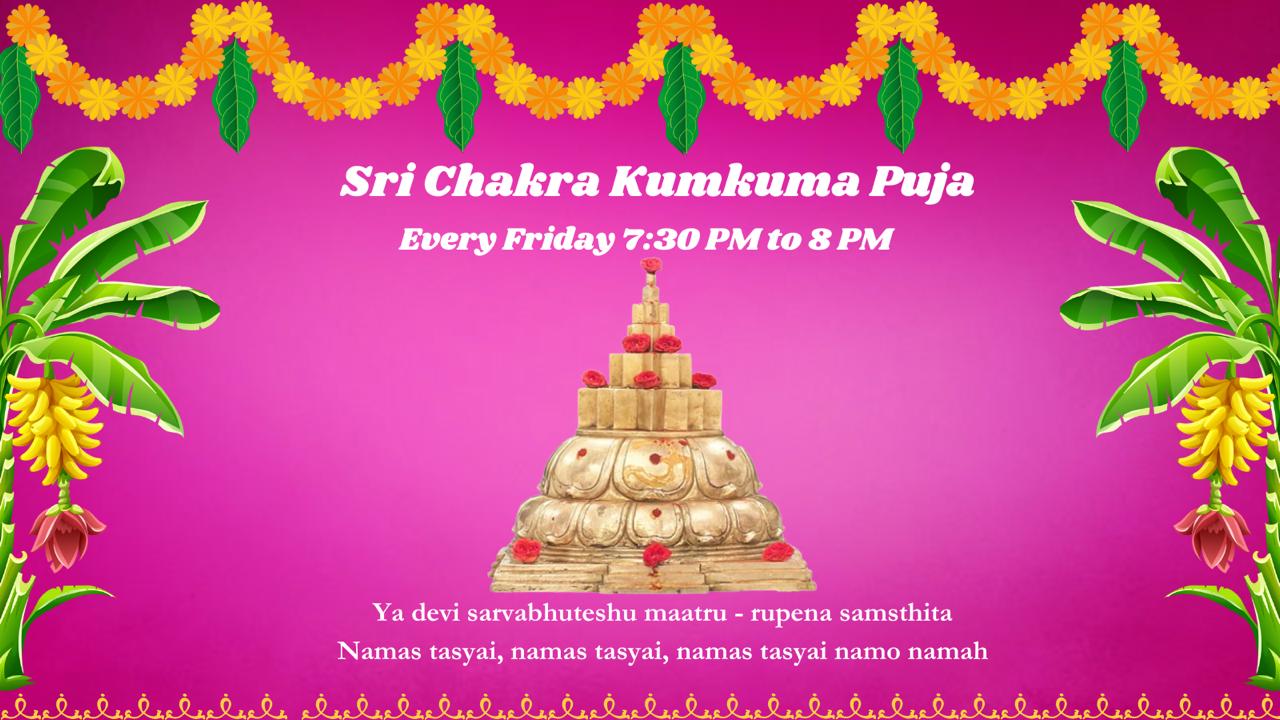 Sri Chakra Kumkuma Puja
Every Friday 7:30 PM to 8 PM
Ya devi sarvabhuteshu maatru - rupena samsthita
Namas tasyai, namas tasyai, namas tasyai namo namah